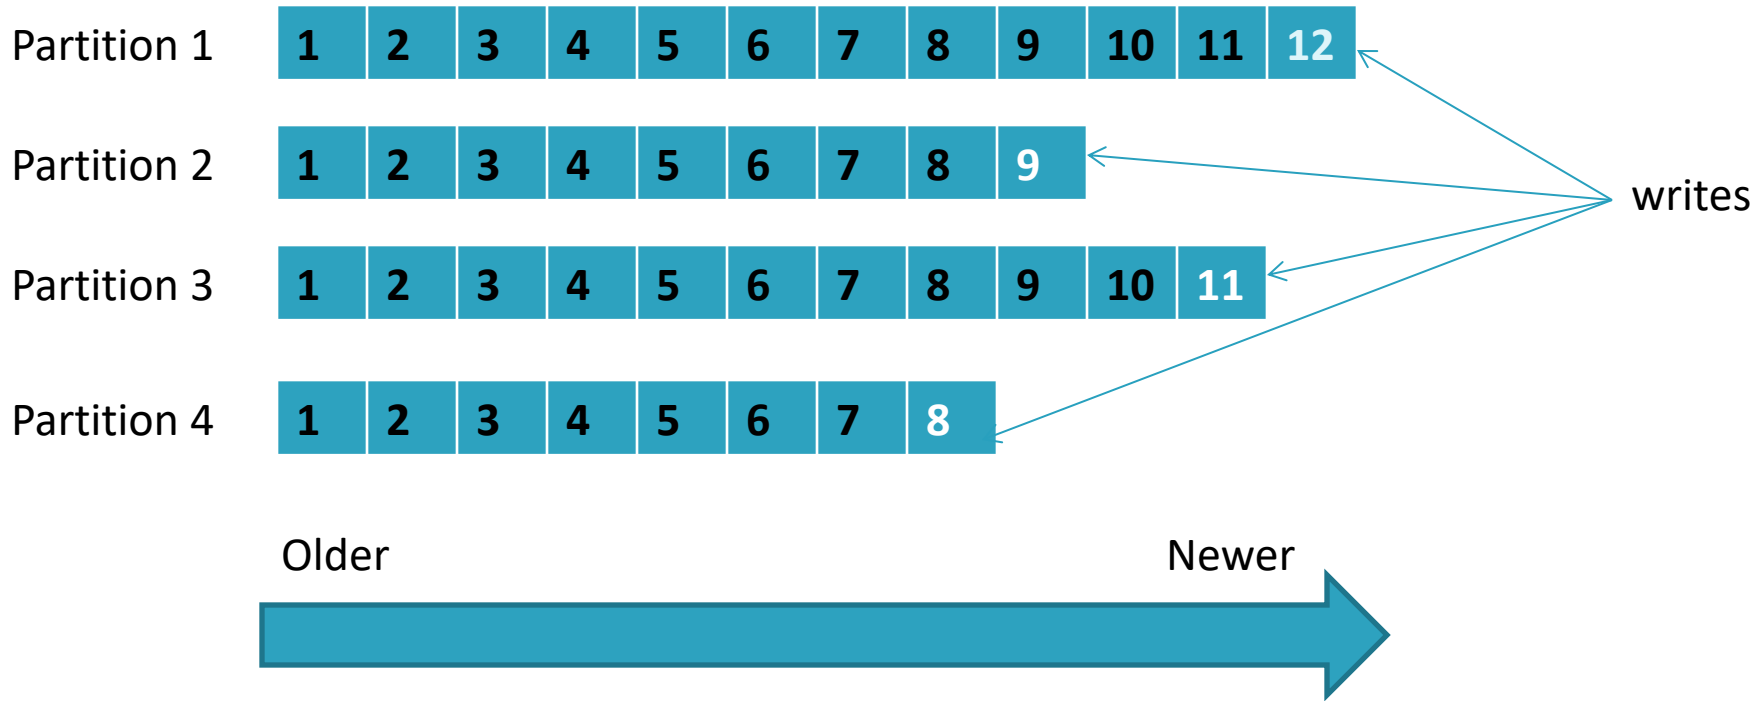 Partition 1 1 2 3 4 5 6 7 8 9 10 11 12
Partition 2 1 2 3 4 5 6 7 8 9
writes
Partition 3 1 2 3 4 5 6 7 8 9 10 11
Partition 4 1 2 3 4 5 6 7 8
Older Newer